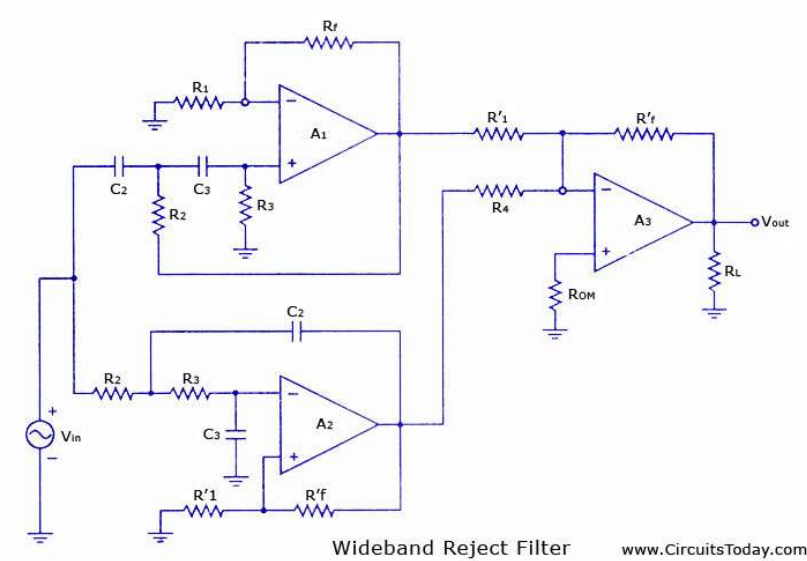 Rf
R1
R'1
R'f
−
A1
+
C2
C3
R2
R3
R4
−
A3
+
Vout
ROM
RL
C2
R2
R3
−
A2
+
C3
+
Vin
−
R'1
R'f
Wideband Reject Filter
www.CircuitsToday.com